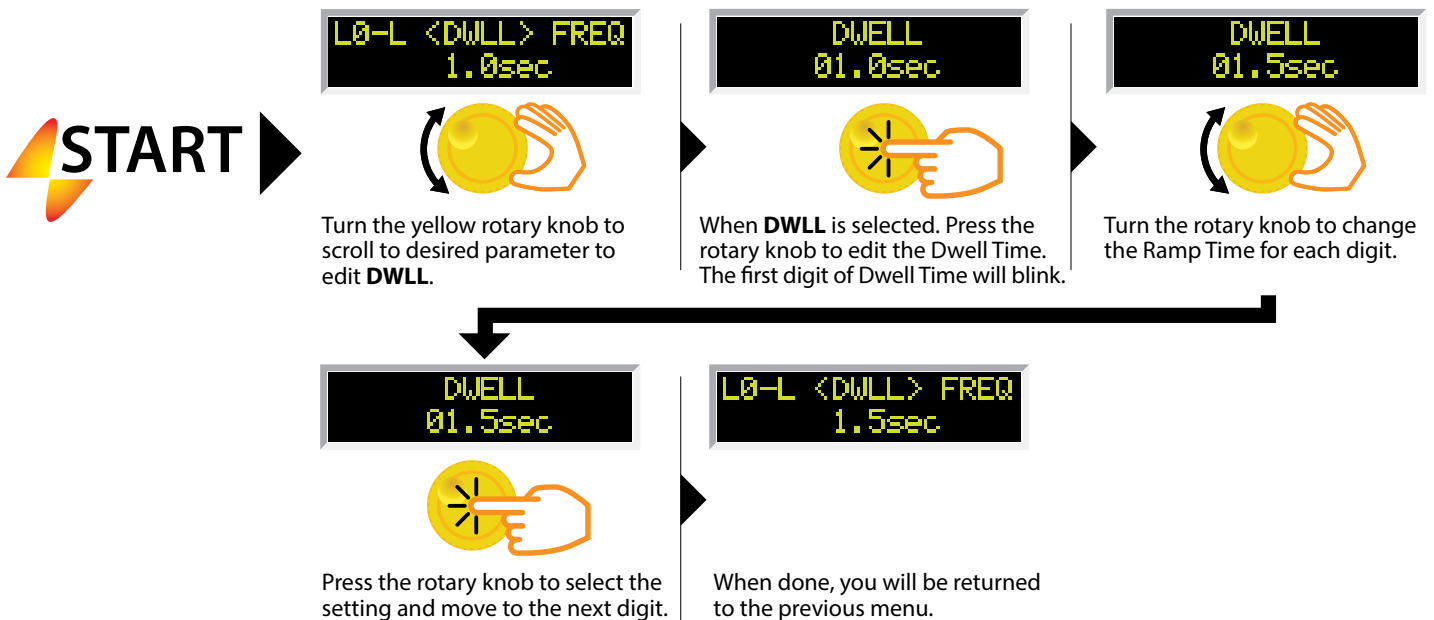 START
L0-L <DWLL> FREQ
1.0sec
Turn the yellow rotary knob to
scroll to desired parameter to
edit DWLL.
DWELL
01.0sec
When DWLL is selected. Press the
rotary knob to edit the Dwell Time.
The first digit of Dwell Time will blink.
DWELL
01.5sec
Turn the rotary knob to change
the Ramp Time for each digit.
DWELL
01.5sec
Press the rotary knob to select the
setting and move to the next digit.
L0-L <DWLL> FREQ
1.5sec
When done, you will be returned
to the previous menu.